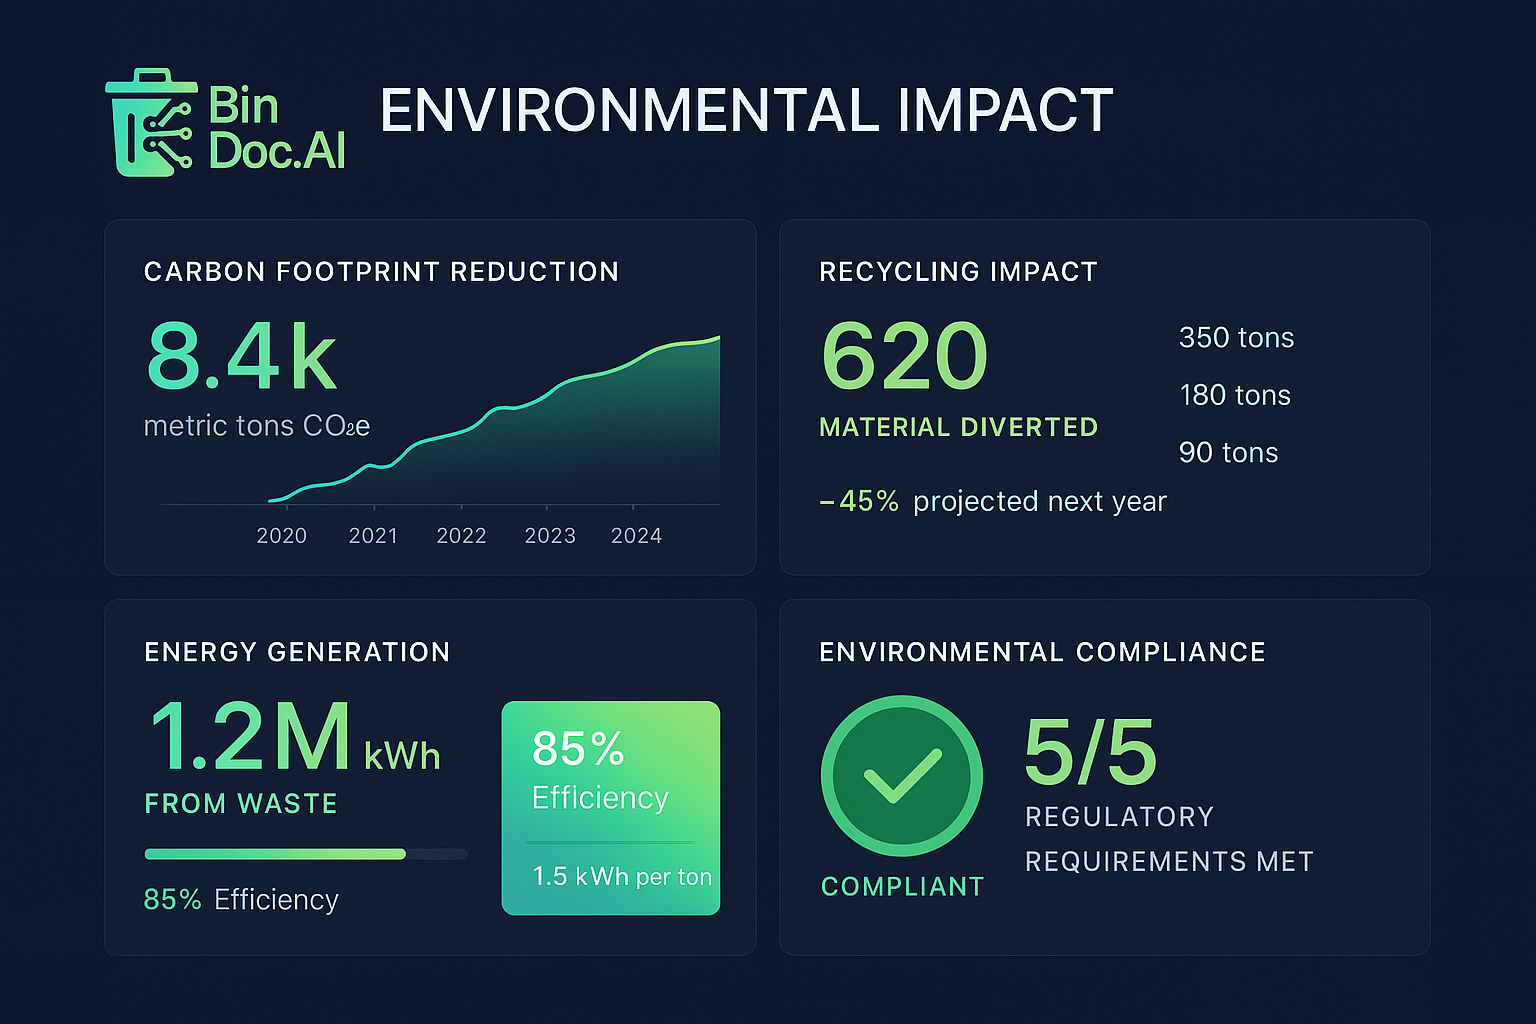 Bin
Doc.AI
ENVIRONMENTAL IMPACT
CARBON FOOTPRINT REDUCTION
8.4k
metric tons CO₂e
2020 2021 2022 2023 2024
RECYCLING IMPACT
620
MATERIAL DIVERTED
350 tons
180 tons
90 tons
–45% projected next year
ENERGY GENERATION
1.2M kWh
FROM WASTE
85% Efficiency
85%
Efficiency
1.5 kWh per ton
ENVIRONMENTAL COMPLIANCE
COMPLIANT
5/5
REGULATORY
REQUIREMENTS MET